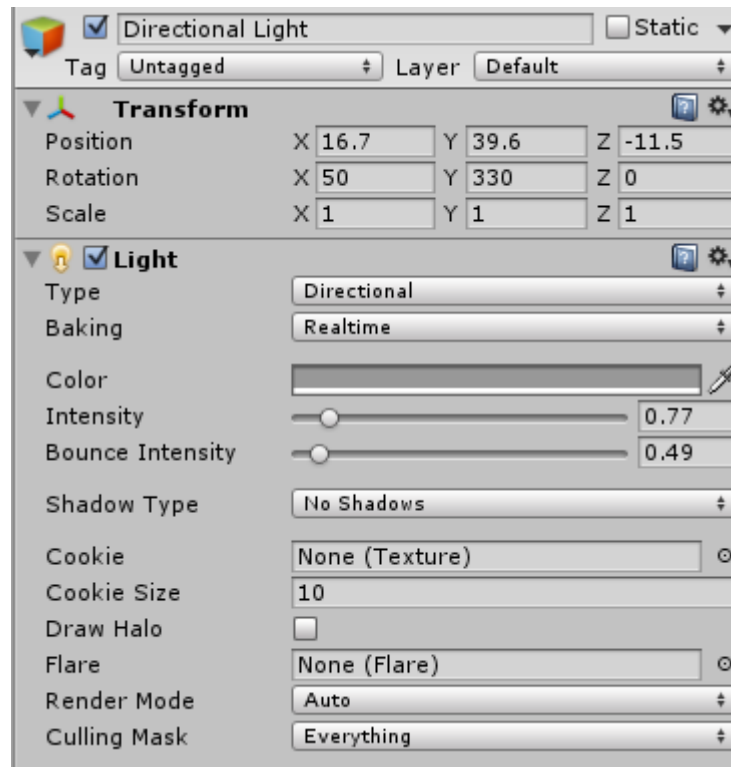 Directional Light Static
Tag Untagged Layer Default
Transform
Position X 16.7 Y 39.6 Z -11.5
Rotation X 50 Y 330 Z 0
Scale X 1 Y 1 Z 1
Light
Type Directional
Baking Realtime
Color
Intensity 0.77
Bounce Intensity 0.49
Shadow Type No Shadows
Cookie None (Texture)
Cookie Size 10
Draw Halo
Flare None (Flare)
Render Mode Auto
Culling Mask Everything